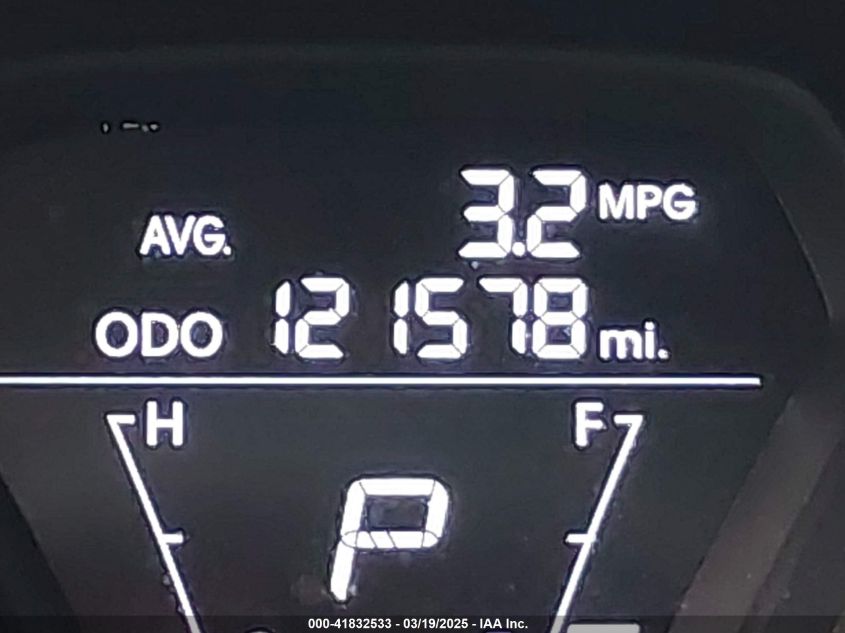 AVG. 3.2 MPG
ODO 121578 mi.
H F
P
000-41832533 - 03/19/2025 - IAA Inc.